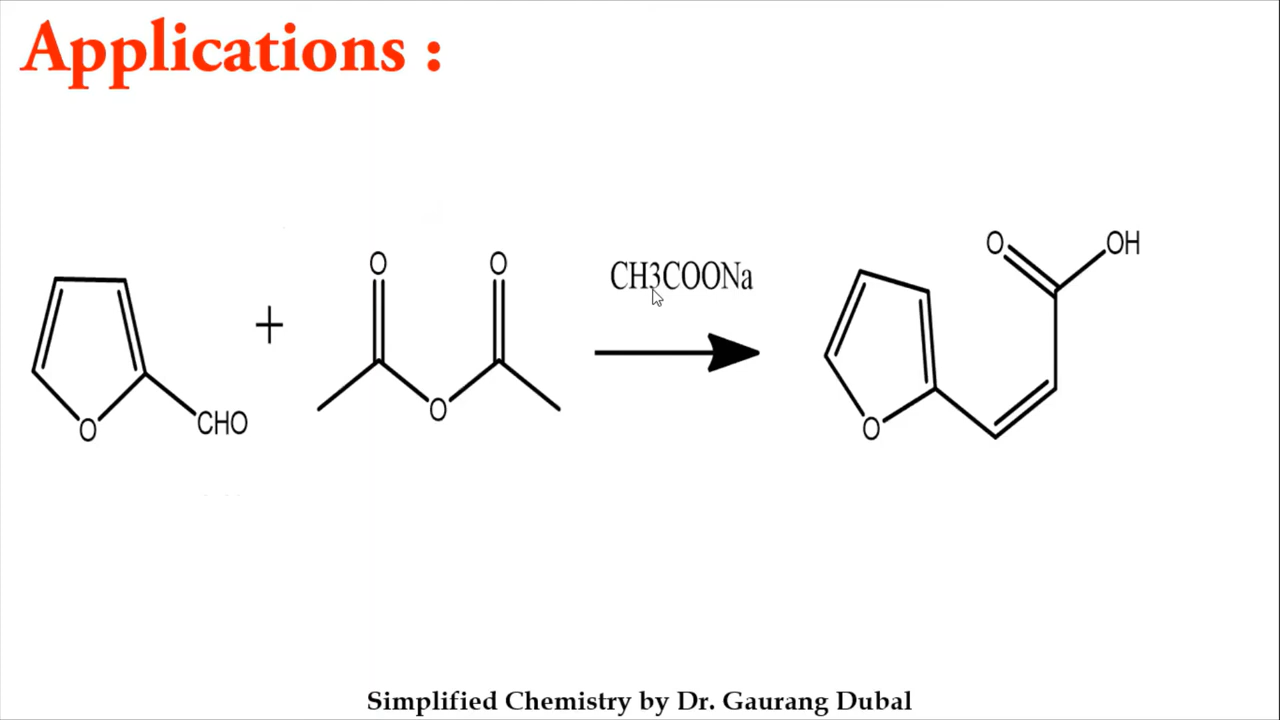 Applications :
O O O OH
CH3COONa
+
CHO
O O O
Simplified Chemistry by Dr. Gaurang Dubal